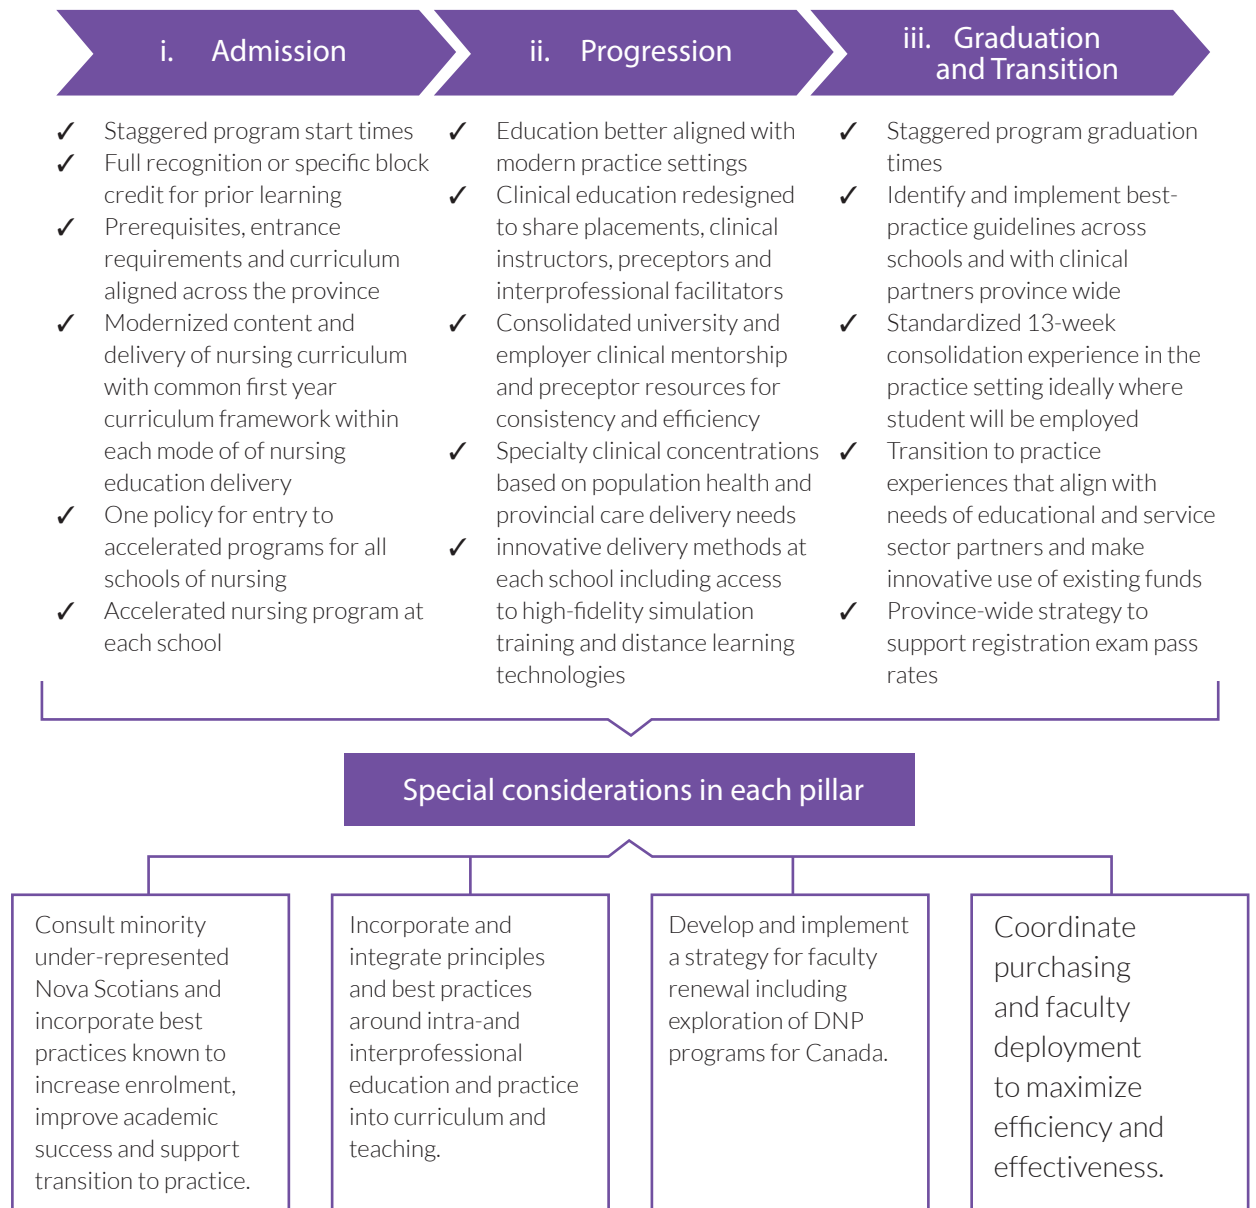 i. Admission
ii. Progression
iii. Graduation
and Transition
✓ Staggered program start times
✓ Full recognition or specific block
credit for prior learning
✓ Prerequisites, entrance
requirements and curriculum
aligned across the province
✓ Modernized content and
delivery of nursing curriculum
with common first year
curriculum framework within
each mode of of nursing
education delivery
✓ One policy for entry to
accelerated programs for all
schools of nursing
✓ Accelerated nursing program at
each school
✓ Education better aligned with
modern practice settings
✓ Clinical education redesigned
to share placements, clinical
instructors, preceptors and
interprofessional facilitators
✓ Consolidated university and
employer clinical mentorship
and preceptor resources for
consistency and efficiency
✓ Specialty clinical concentrations
based on population health and
provincial care delivery needs
✓ innovative delivery methods at
each school including access
to high-fidelity simulation
training and distance learning
technologies
✓ Staggered program graduation
times
✓ Identify and implement best-
practice guidelines across
schools and with clinical
partners province wide
✓ Standardized 13-week
consolidation experience in the
practice setting ideally where
student will be employed
✓ Transition to practice
experiences that align with
needs of educational and service
sector partners and make
innovative use of existing funds
✓ Province-wide strategy to
support registration exam pass
rates
Special considerations in each pillar
Consult minority
under-represented
Nova Scotians and
incorporate best
practices known to
increase enrolment,
improve academic
success and support
transition to practice.
Incorporate and
integrate principles
and best practices
around intra-and
interprofessional
education and practice
into curriculum and
teaching.
Develop and implement
a strategy for faculty
renewal including
exploration of DNP
programs for Canada.
Coordinate
purchasing
and faculty
deployment
to maximize
efficiency and
effectiveness.